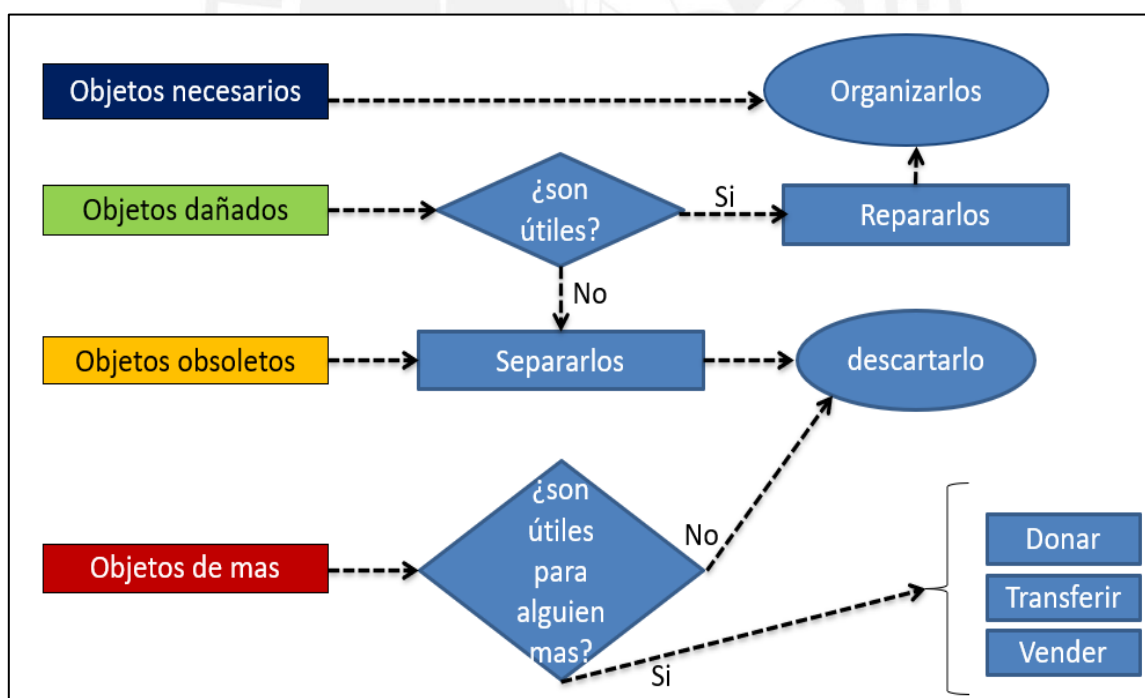 Objetos necesarios
Organizarlos
Objetos dañados
¿son
útiles?
Si
Repararlos
No
Objetos obsoletos
Separarlos
descartarlo
Objetos de mas
¿son
útiles
para
alguien
mas?
No
Si
Donar
Transferir
Vender